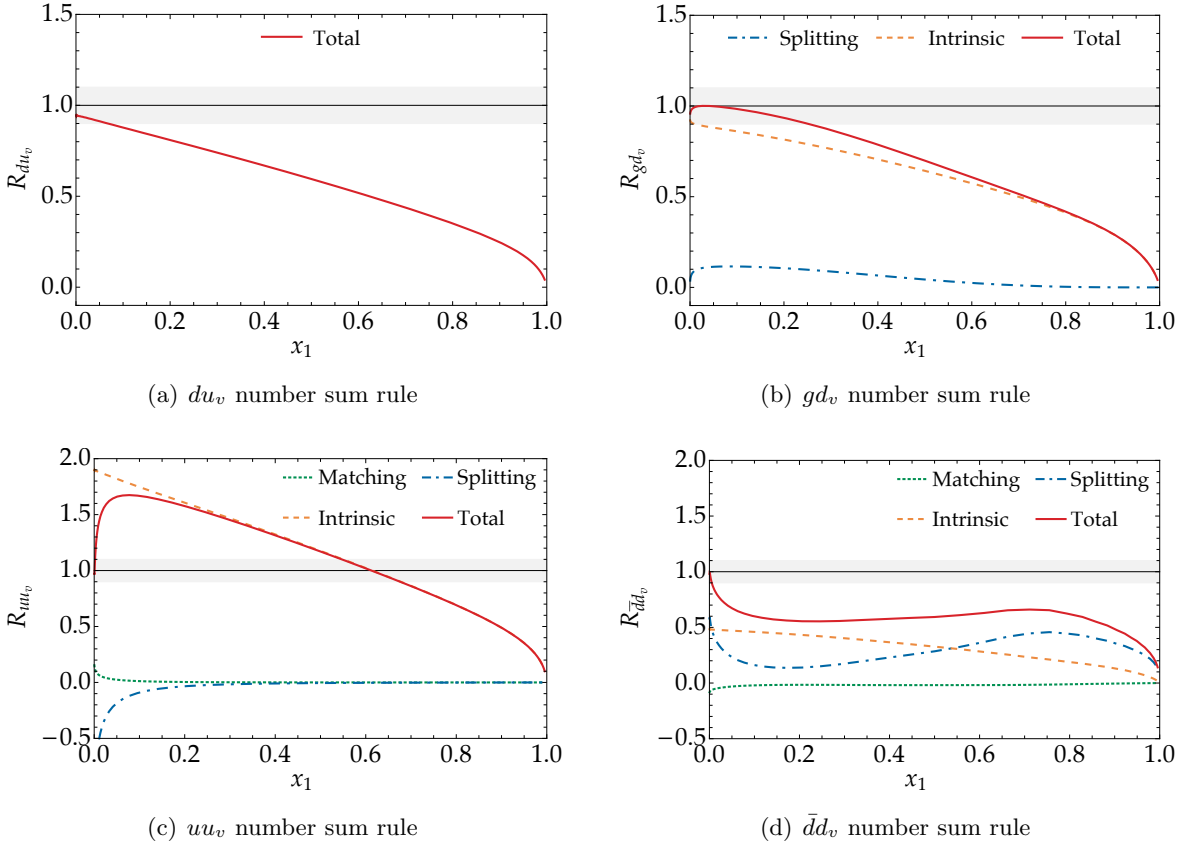 Total
R_{du_v}
1.5
1.0
0.5
0.0
0.0 0.2 0.4 0.6 0.8 1.0
x_1
(a) du_v number sum rule
Splitting Intrinsic Total
R_{gd_v}
1.5
1.0
0.5
0.0
0.0 0.2 0.4 0.6 0.8 1.0
x_1
(b) gd_v number sum rule
Matching Splitting
Intrinsic Total
R_{uu_v}
2.0
1.5
1.0
0.5
0.0
−0.5
0.0 0.2 0.4 0.6 0.8 1.0
x_1
(c) uu_v number sum rule
Matching Splitting
Intrinsic Total
R_{d̄d_v}
2.0
1.5
1.0
0.5
0.0
−0.5
0.0 0.2 0.4 0.6 0.8 1.0
x_1
(d) d̄d_v number sum rule